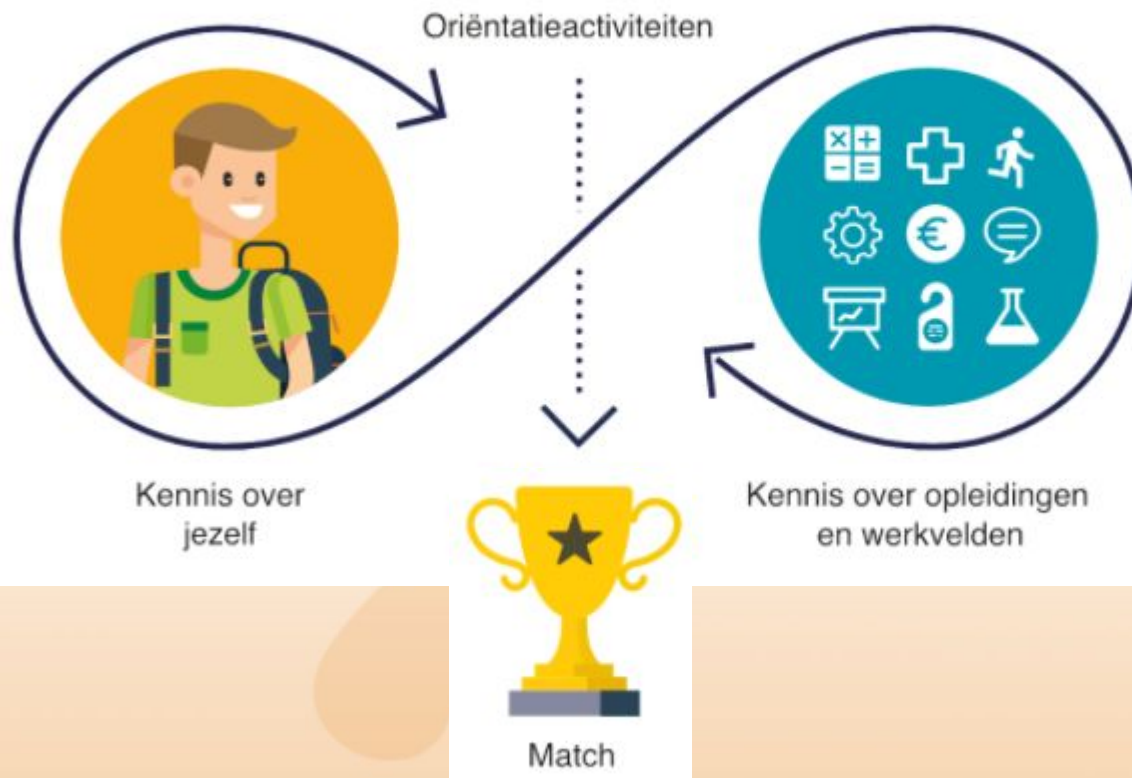 Oriëntatieactiviteiten
Kennis over
jezelf
Kennis over opleidingen
en werkvelden
Match